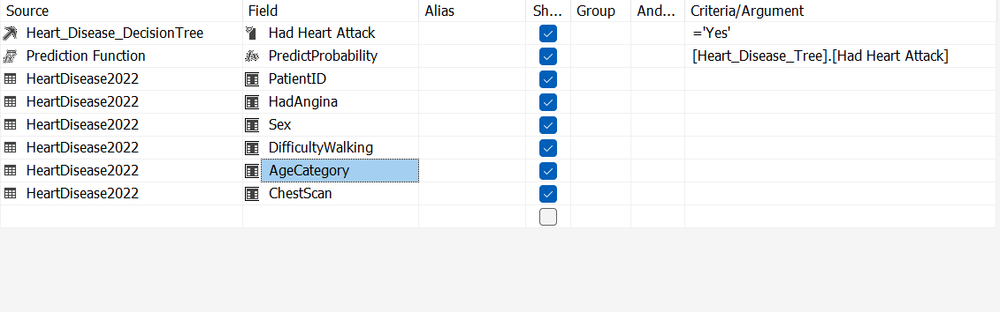 Source Field Alias Sh... Group And... Criteria/Argument
Heart_Disease_DecisionTree Had Heart Attack ='Yes'
Prediction Function PredictProbability [Heart_Disease_Tree].[Had Heart Attack]
HeartDisease2022 PatientID
HeartDisease2022 HadAngina
HeartDisease2022 Sex
HeartDisease2022 DifficultyWalking
HeartDisease2022 AgeCategory
HeartDisease2022 ChestScan